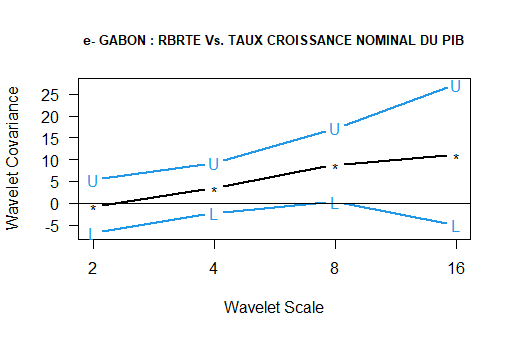 e- GABON : RBRTE Vs. TAUX CROISSANCE NOMINAL DU PIB
Wavelet Covariance
25
20
15
10
5
0
-5
U
U
U
U
*
*
*
*
L
L
L
L
2
4
8
16
Wavelet Scale